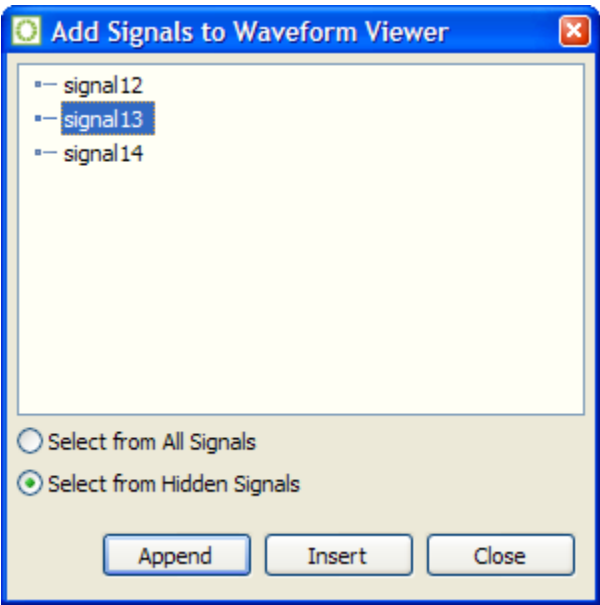 Add Signals to Waveform Viewer
signal12
signal13
signal14
Select from All Signals
Select from Hidden Signals
Append Insert Close